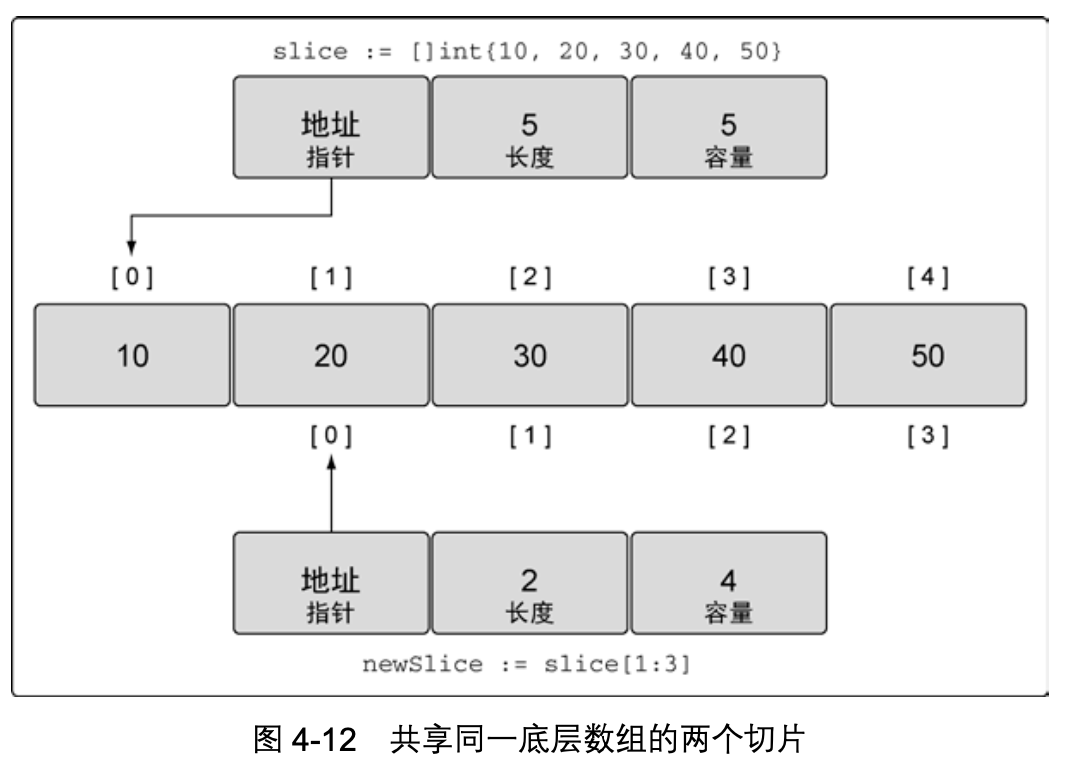 slice := []int{10, 20, 30, 40, 50}
地址 5 5
指针 长度 容量
[0] [1] [2] [3] [4]
10 20 30 40 50
[0] [1] [2] [3]
地址 2 4
指针 长度 容量
newSlice := slice[1:3]
图 4-12 共享同一底层数组的两个切片